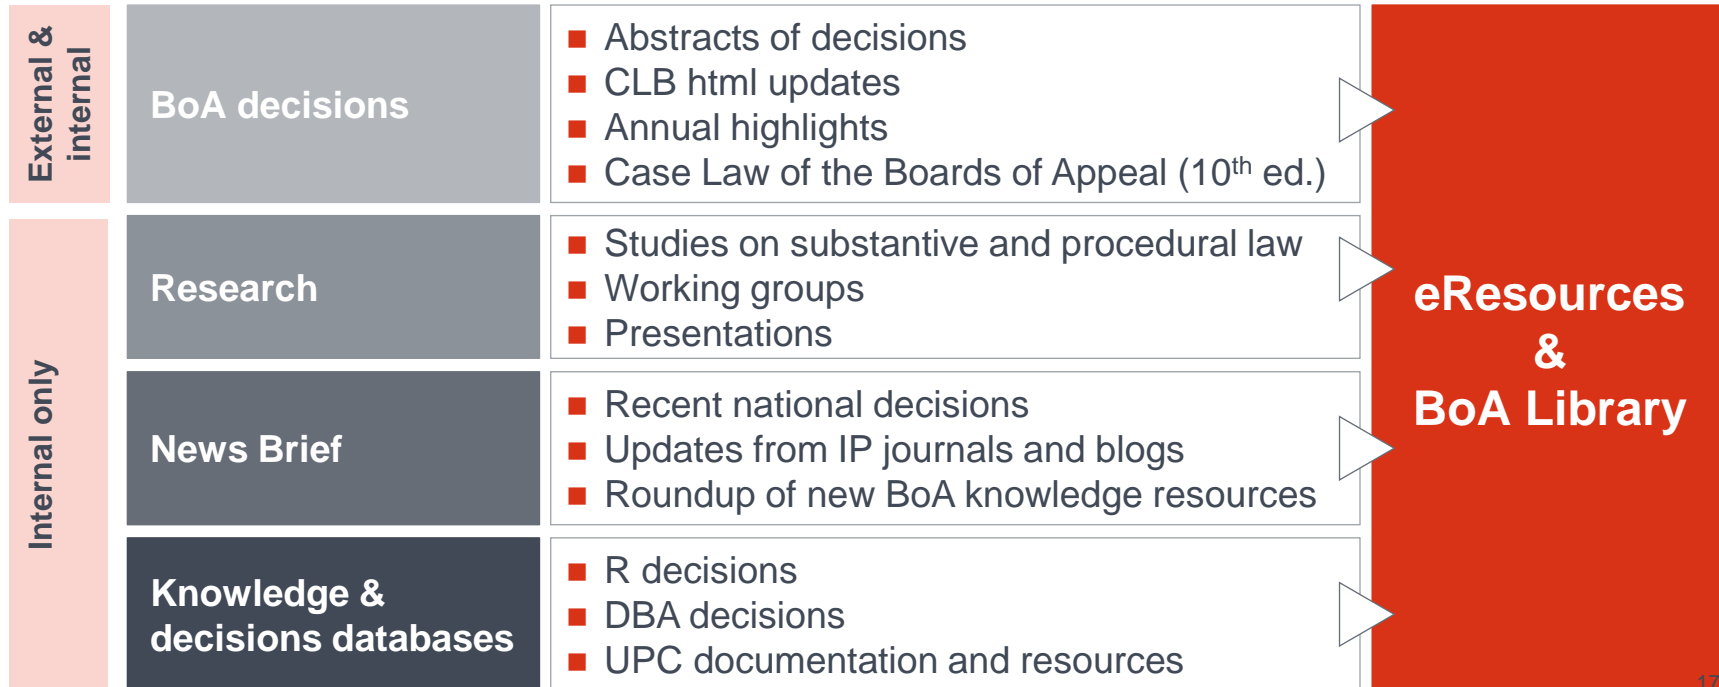 External &
internal
BoA decisions
Abstracts of decisions
CLB html updates
Annual highlights
Case Law of the Boards of Appeal (10th ed.)
Internal only
Research
Studies on substantive and procedural law
Working groups
Presentations
News Brief
Recent national decisions
Updates from IP journals and blogs
Roundup of new BoA knowledge resources
Knowledge &
decisions databases
R decisions
DBA decisions
UPC documentation and resources
eResources
&
BoA Library
17